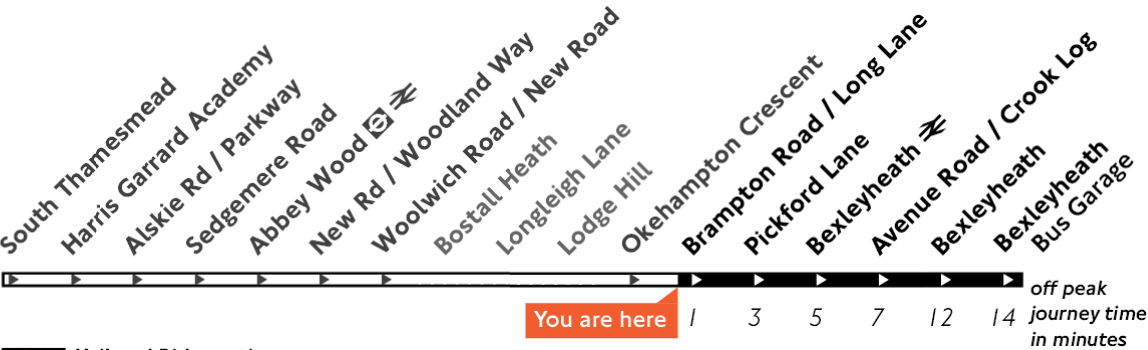 South Thamesmead
Harris Garrard Academy
Alskie Rd / Parkway
Sedgemere Road
Abbey Wood
New Rd / Woodland Way
Woolwich Road / New Road
Bostall Heath
Longleigh Lane
Lodge Hill
Okehampton Crescent
Brampton Road / Long Lane
Pickford Lane
Bexleyheath
Avenue Road / Crook Log
Bexleyheath
Bexleyheath
Bus Garage
You are here
1 3 5 7 12 14
off peak
journey time
in minutes